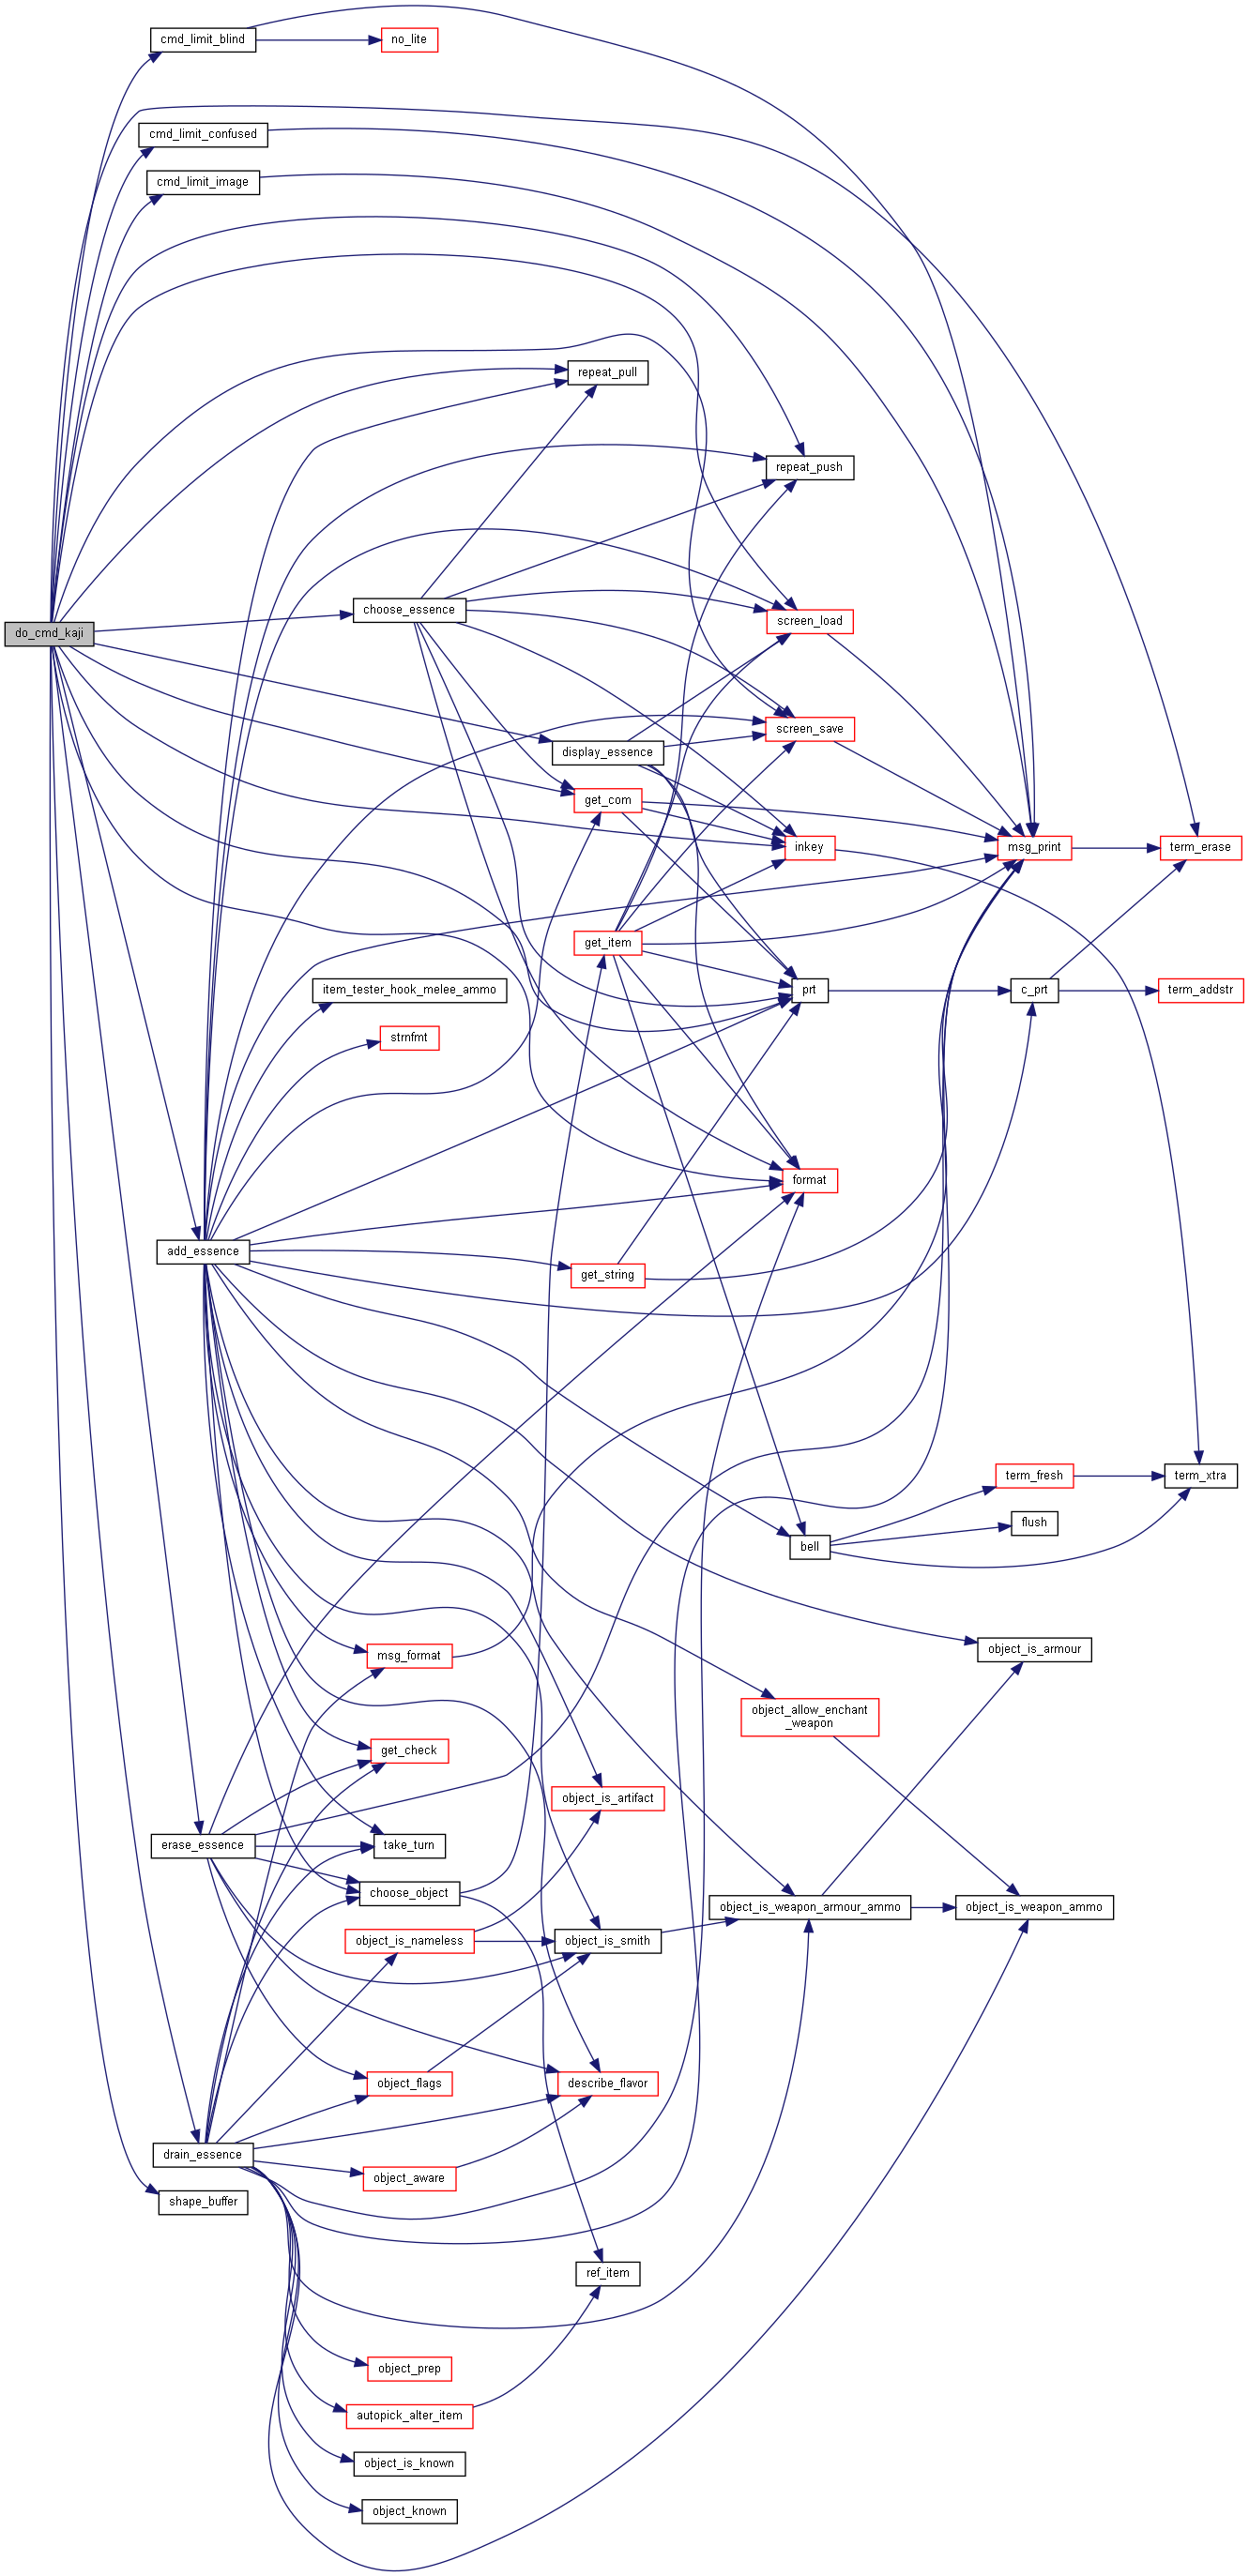 cmd_limit_blind
no_lite
cmd_limit_confused
cmd_limit_image
repeat_pull
repeat_push
choose_essence
screen_load
do_cmd_kaji
screen_save
display_essence
get_com
inkey
msg_print
term_erase
get_item
item_tester_hook_melee_ammo
prt
c_prt
term_addstr
strnfmt
format
add_essence
get_string
term_fresh
term_xtra
flush
bell
msg_format
object_is_armour
object_allow_enchant
_weapon
get_check
object_is_artifact
erase_essence
take_turn
choose_object
object_is_weapon_armour_ammo
object_is_weapon_ammo
object_is_nameless
object_is_smith
object_flags
describe_flavor
drain_essence
object_aware
shape_buffer
ref_item
object_prep
autopick_alter_item
object_is_known
object_known